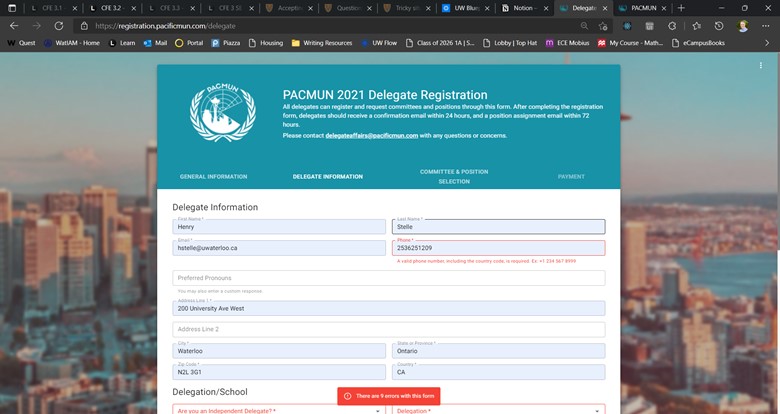 CFE 3.1
CFE 3.2
CFE 3.3
CFE 3 S
Acceptin
Question
Tricky si
UW Blue
Notion –
Delegate
PACMUN
https://registration.pacificmun.com/delegate
Quest
WatIAM - Home
Learn
Mail
Portal
Piazza
Housing
Writing Resources
UW Flow
Class of 2026 1A | S...
Lobby | Top Hat
ECE Mobius
My Course - Math...
eCampusBooks
PACMUN
PACMUN 2021 Delegate Registration
All delegates can register and request committees and positions through this form. After completing the registration
form, delegates should receive a confirmation email within 24 hours, and a position assignment email within 72
hours.
Please contact delegateaffairs@pacificmun.com with any questions or concerns.
GENERAL INFORMATION
DELEGATE INFORMATION
COMMITTEE & POSITION
SELECTION
PAYMENT
Delegate Information
First Name *
Henry
Last Name *
Stelle
Email *
hstelle@uwaterloo.ca
Phone *
2536251209
A valid phone number, including the country code, is required. Ex: +1 234 567 8999
Preferred Pronouns
You may also enter a custom response.
Address Line 1 *
200 University Ave West
Address Line 2
City *
Waterloo
State or Province *
Ontario
Zip Code *
N2L 3G1
Country *
CA
Delegation/School
There are 9 errors with this form
Are you an Independent Delegate? *
Delegation *